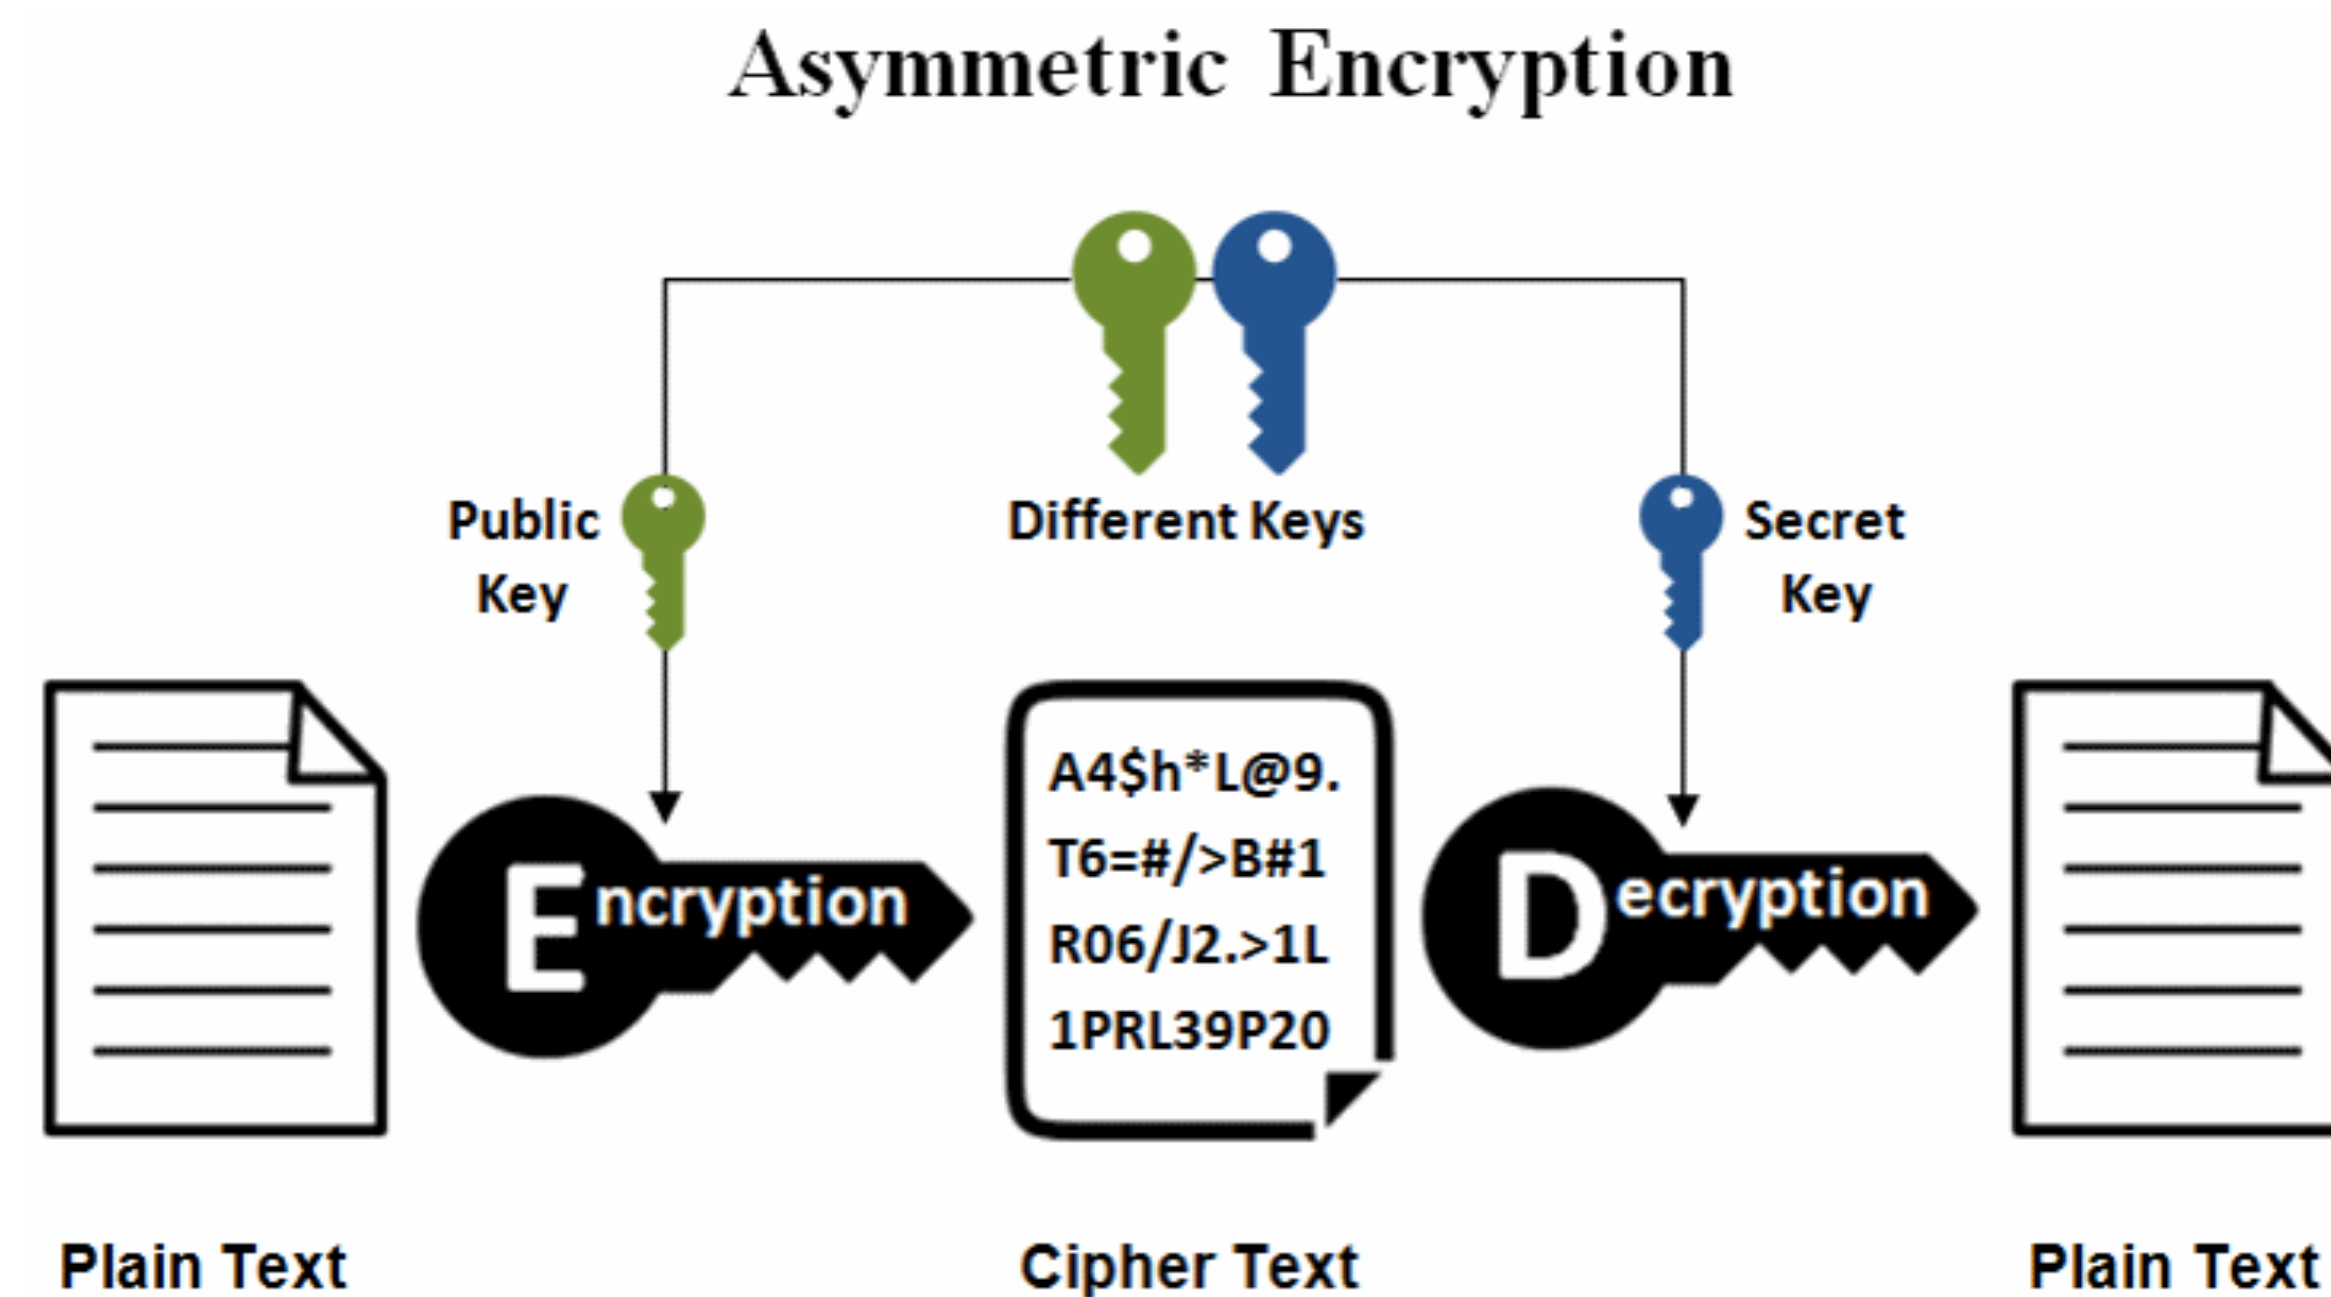 Asymmetric Encryption
Public
Key
Different Keys
Secret
Key
Encryption
A4$h*L@9.
T6=#/>B#1
R06/J2.>1L
1PRL39P20
Decryption
Plain Text
Cipher Text
Plain Text